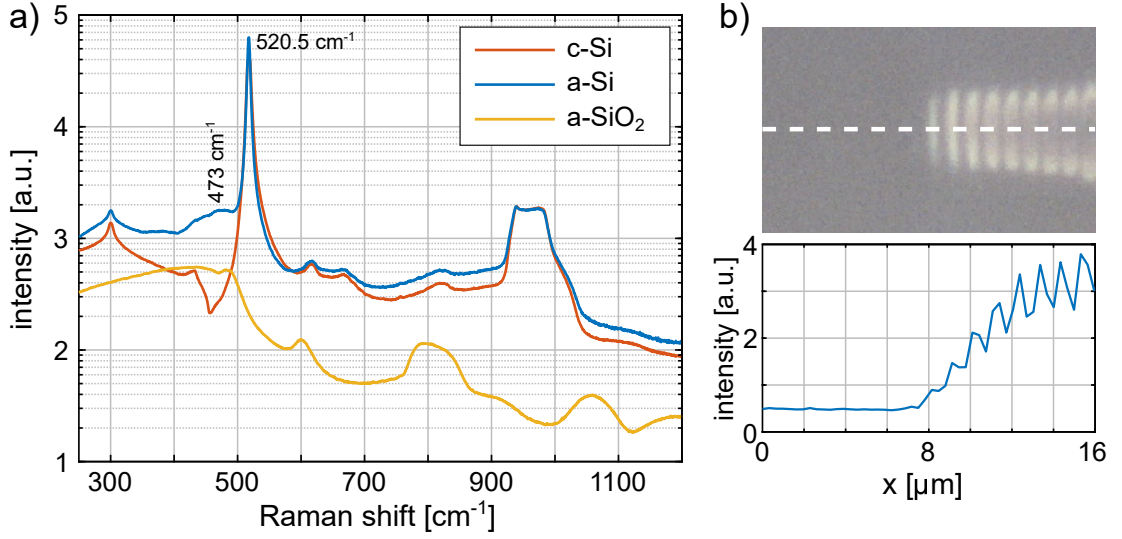 a)
5
4
3
2
1
intensity [a.u.]
300
500
700
900
1100
Raman shift [cm⁻¹]
520.5 cm⁻¹
473 cm⁻¹
c-Si
a-Si
a-SiO₂
b)
4
2
0
intensity [a.u.]
0
8
16
x [µm]